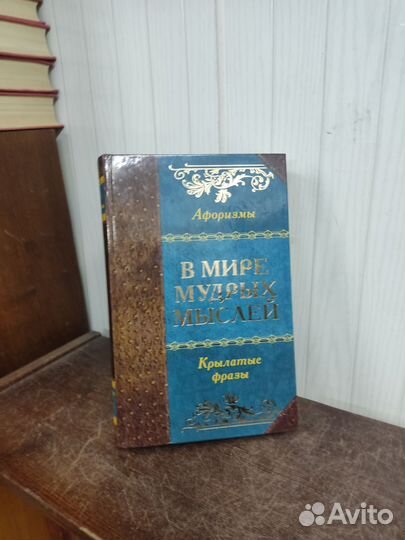 Афоризмы
В МИРЕ
МУДРЫХ
МЫСЛЕЙ
Крылатые
фразы
Avito